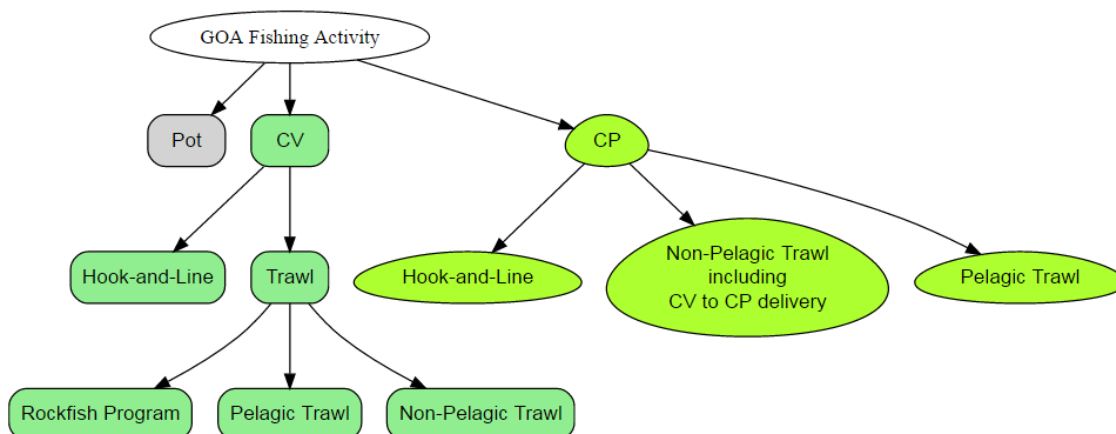 GOA Fishing Activity
Pot
CV
CP
Hook-and-Line
Trawl
Hook-and-Line
Non-Pelagic Trawl
including
CV to CP delivery
Pelagic Trawl
Rockfish Program
Pelagic Trawl
Non-Pelagic Trawl